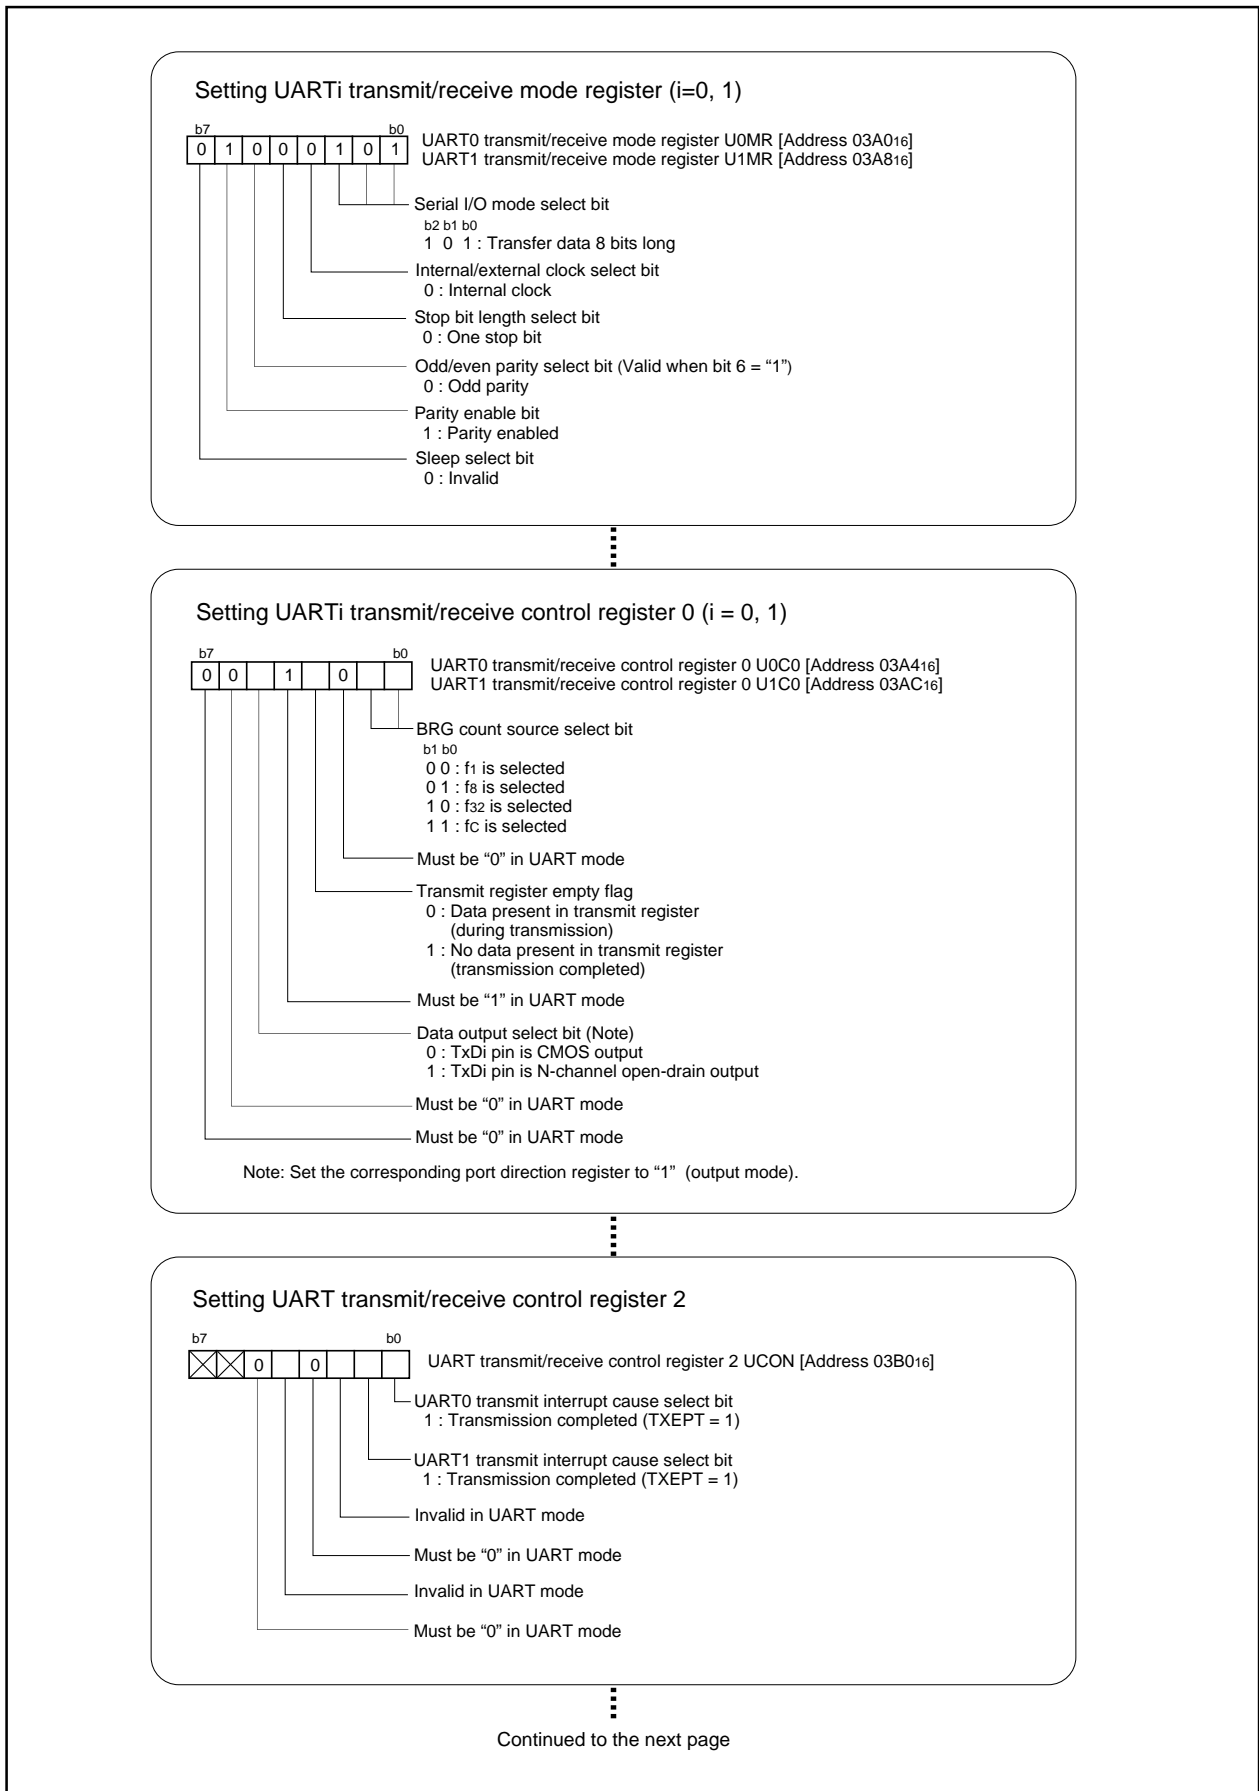 Setting UARTi transmit/receive mode register (i=0, 1)
b7 b0
0 1 0 0 0 1 0 1
UART0 transmit/receive mode register U0MR [Address 03A016]
UART1 transmit/receive mode register U1MR [Address 03A816]
Serial I/O mode select bit
b2 b1 b0
1 0 1 : Transfer data 8 bits long
Internal/external clock select bit
0 : Internal clock
Stop bit length select bit
0 : One stop bit
Odd/even parity select bit (Valid when bit 6 = “1”)
0 : Odd parity
Parity enable bit
1 : Parity enabled
Sleep select bit
0 : Invalid
Setting UARTi transmit/receive control register 0 (i = 0, 1)
b7 b0
0 0 1 0
UART0 transmit/receive control register 0 U0C0 [Address 03A416]
UART1 transmit/receive control register 0 U1C0 [Address 03AC16]
BRG count source select bit
b1 b0
0 0 : f1 is selected
0 1 : f8 is selected
1 0 : f32 is selected
1 1 : fC is selected
Must be “0” in UART mode
Transmit register empty flag
0 : Data present in transmit register
(during transmission)
1 : No data present in transmit register
(transmission completed)
Must be “1” in UART mode
Data output select bit (Note)
0 : TxDi pin is CMOS output
1 : TxDi pin is N-channel open-drain output
Must be “0” in UART mode
Must be “0” in UART mode
Note: Set the corresponding port direction register to “1” (output mode).
Setting UART transmit/receive control register 2
b7 b0
0 0
UART transmit/receive control register 2 UCON [Address 03B016]
UART0 transmit interrupt cause select bit
1 : Transmission completed (TXEPT = 1)
UART1 transmit interrupt cause select bit
1 : Transmission completed (TXEPT = 1)
Invalid in UART mode
Must be “0” in UART mode
Invalid in UART mode
Must be “0” in UART mode
Continued to the next page